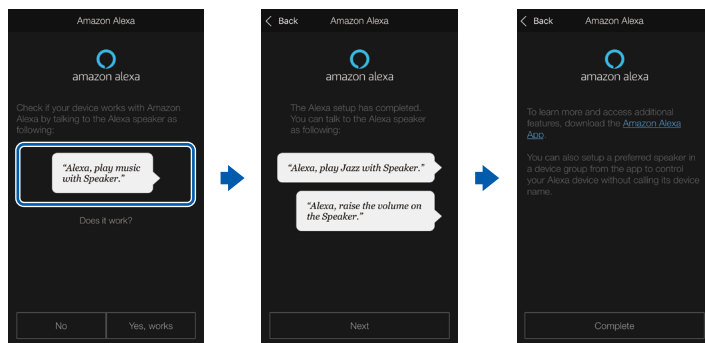 Amazon Alexa
amazon alexa
Check if your device works with Amazon
Alexa by talking to the Alexa speaker as
following:
“Alexa, play music
with Speaker.”
Does it work?
No
Yes, works
Back
Amazon Alexa
amazon alexa
The Alexa setup has completed.
You can talk to the Alexa speaker
as following:
“Alexa, play Jazz with Speaker.”
“Alexa, raise the volume on
the Speaker.”
Next
Back
Amazon Alexa
amazon alexa
To learn more and access additional
features, download the Amazon Alexa
App.
You can also setup a preferred speaker in
a device group from the app to control
your Alexa device without calling its device
name.
Complete